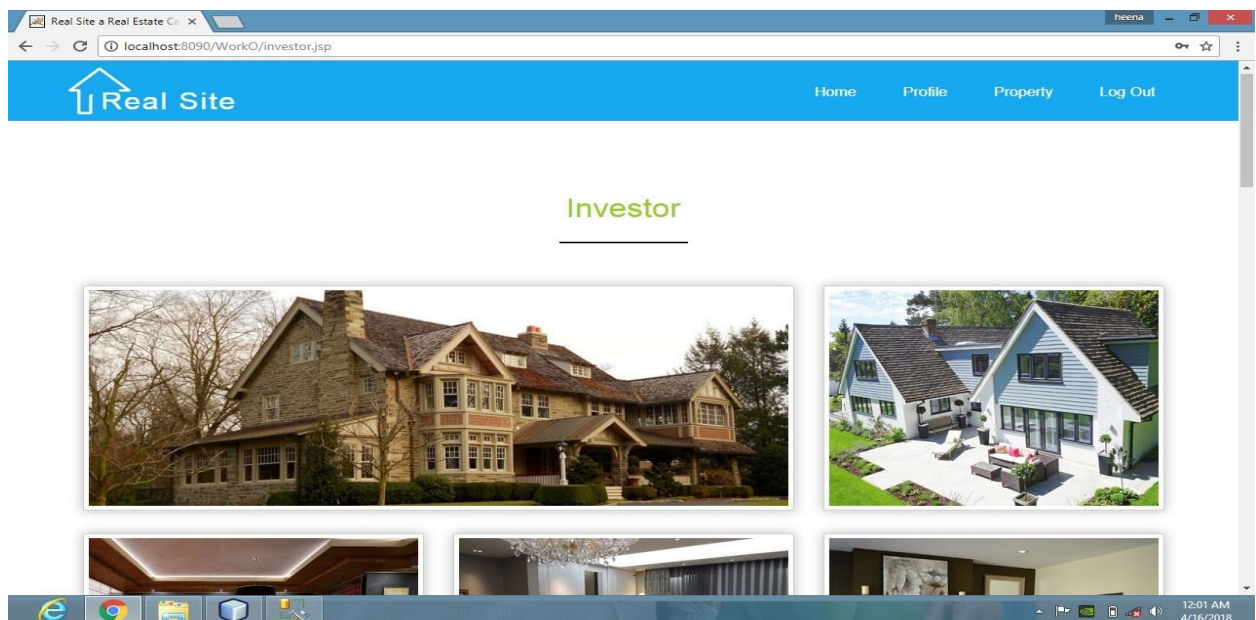 Real Site a Real Estate Ca
heena
localhost:8090/WorkO/investor.jsp
Real Site
Home Profile Property Log Out
Investor
12:01 AM
4/16/2018